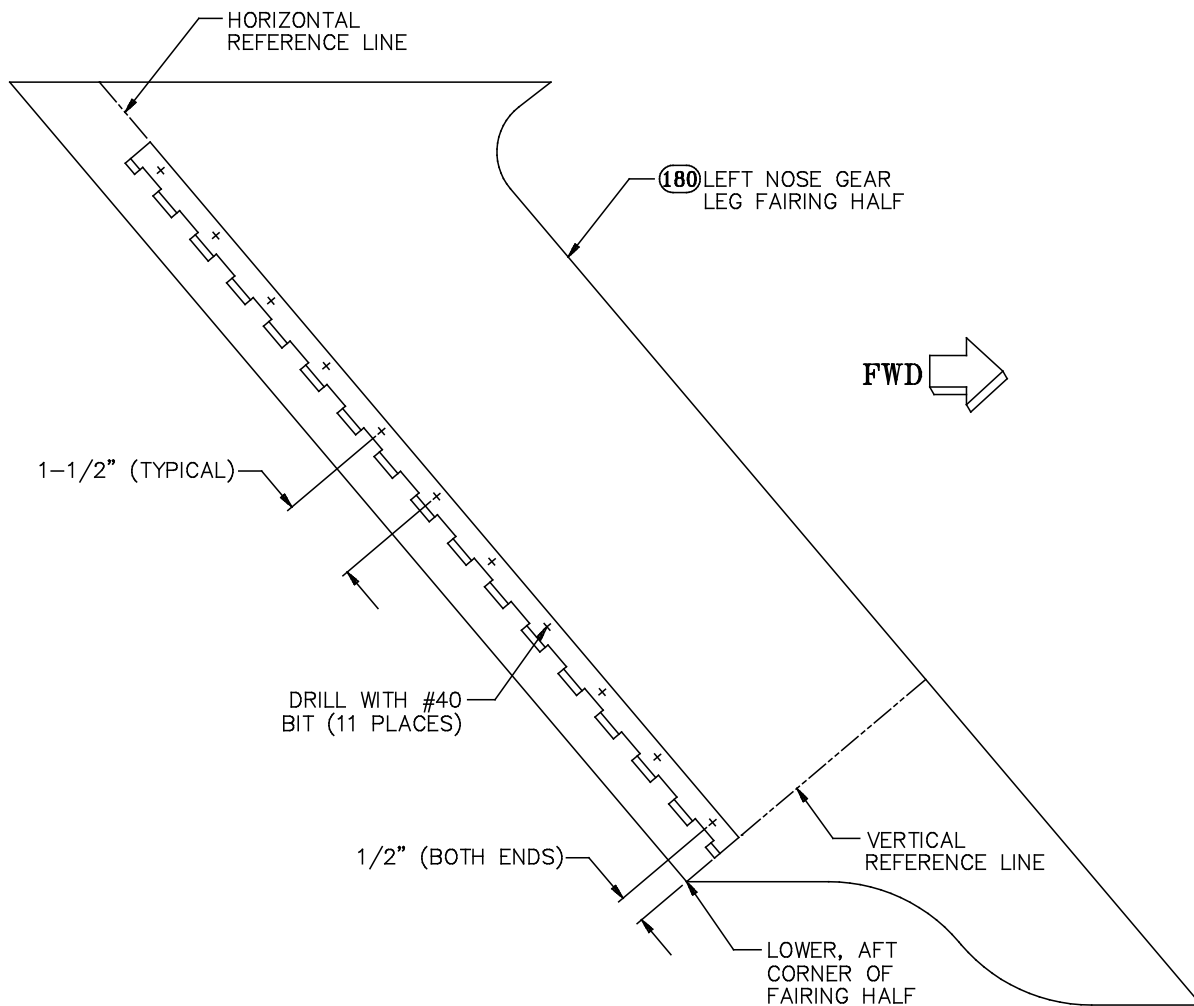 HORIZONTAL
REFERENCE LINE
180 LEFT NOSE GEAR
LEG FAIRING HALF
FWD
1-1/2" (TYPICAL)
DRILL WITH #40
BIT (11 PLACES)
1/2" (BOTH ENDS)
VERTICAL
REFERENCE LINE
LOWER, AFT
CORNER OF
FAIRING HALF